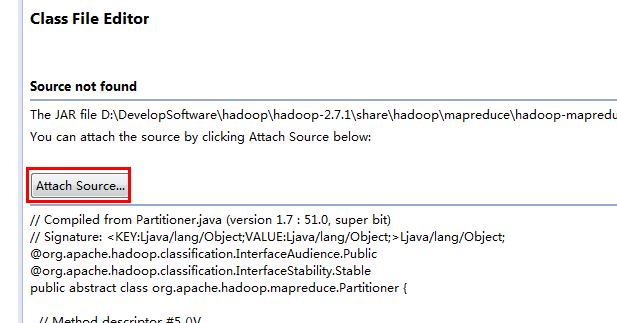 Class File Editor
Source not found
The JAR file D:\DevelopSoftware\hadoop\hadoop-2.7.1\share\hadoop\mapreduce\hadoop-mapredu
You can attach the source by clicking Attach Source below:
Attach Source...
// Compiled from Partitioner.java (version 1.7 : 51.0, super bit)
// Signature: <KEY:Ljava/lang/Object;VALUE:Ljava/lang/Object;>Ljava/lang/Object;
@org.apache.hadoop.classification.InterfaceAudience.Public
@org.apache.hadoop.classification.InterfaceStability.Stable
public abstract class org.apache.hadoop.mapreduce.Partitioner {
// Method descriptor #5 ()V